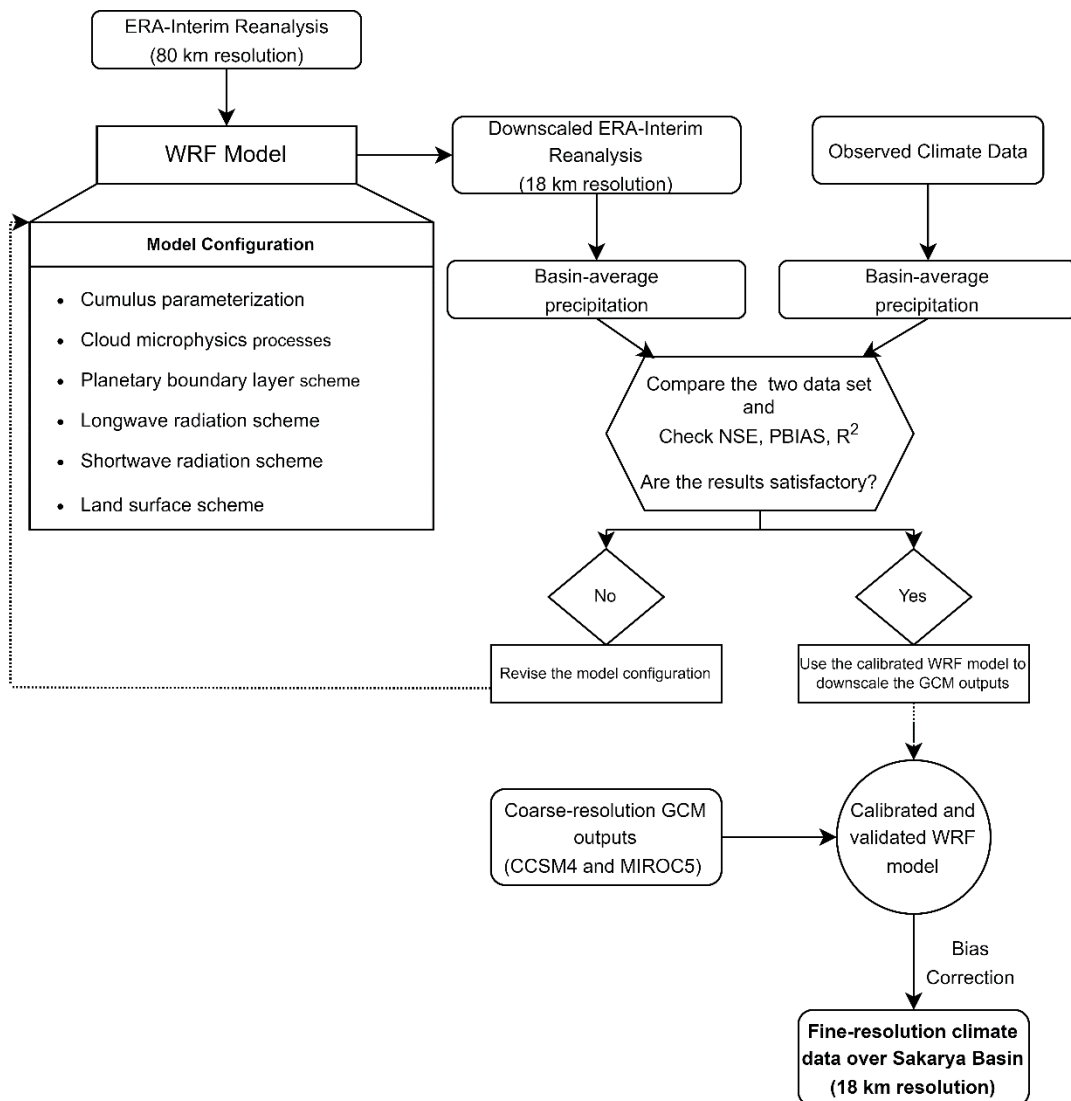 ERA-Interim Reanalysis
(80 km resolution)
WRF Model
Downscaled ERA-Interim
Reanalysis
(18 km resolution)
Observed Climate Data
Model Configuration
• Cumulus parameterization
• Cloud microphysics processes
• Planetary boundary layer scheme
• Longwave radiation scheme
• Shortwave radiation scheme
• Land surface scheme
Basin-average
precipitation
Basin-average
precipitation
Compare the two data set
and
Check NSE, PBIAS, R²
Are the results satisfactory?
No
Yes
Revise the model configuration
Use the calibrated WRF model to
downscale the GCM outputs
Coarse-resolution GCM
outputs
(CCSM4 and MIROC5)
Calibrated and
validated WRF
model
Bias
Correction
Fine-resolution climate
data over Sakarya Basin
(18 km resolution)